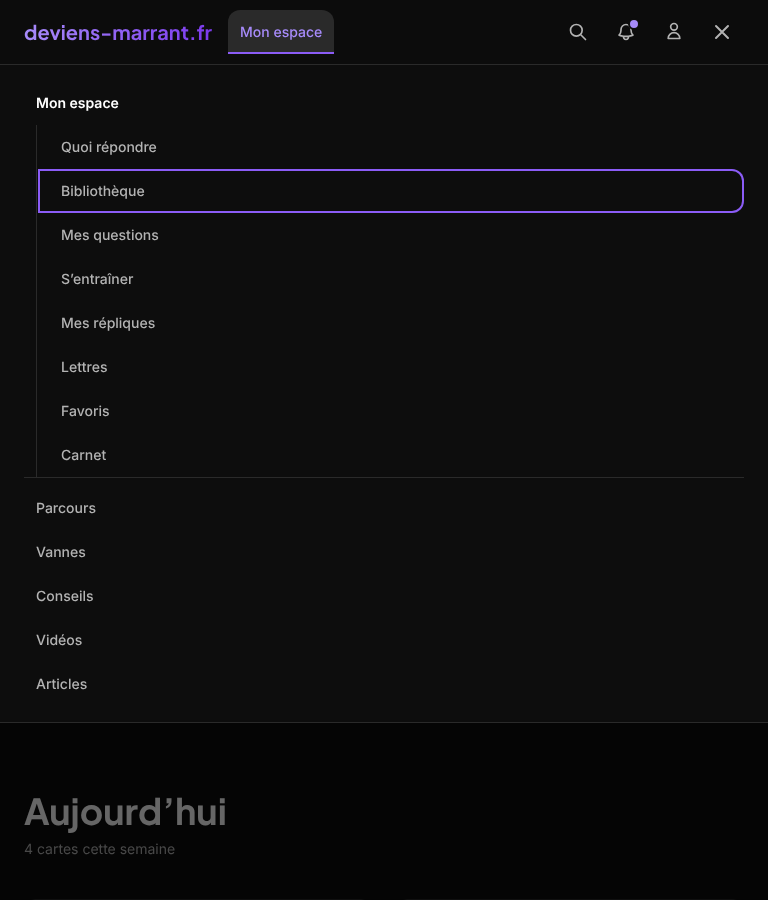 deviens-marrant.fr
Mon espace
Mon espace
Quoi répondre
Bibliothèque
Mes questions
S’entraîner
Mes répliques
Lettres
Favoris
Carnet
Parcours
Vannes
Conseils
Vidéos
Articles
Aujourd’hui
4 cartes cette semaine